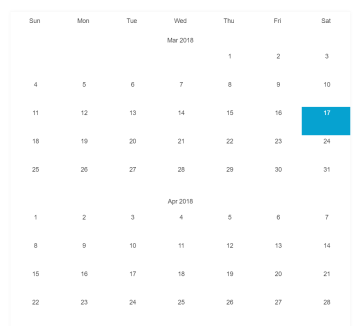 Sun Mon Tue Wed Thu Fri Sat
Mar 2018
1 2 3
4 5 6 7 8 9 10
11 12 13 14 15 16 17
18 19 20 21 22 23 24
25 26 27 28 29 30 31
Apr 2018
1 2 3 4 5 6 7
8 9 10 11 12 13 14
15 16 17 18 19 20 21
22 23 24 25 26 27 28